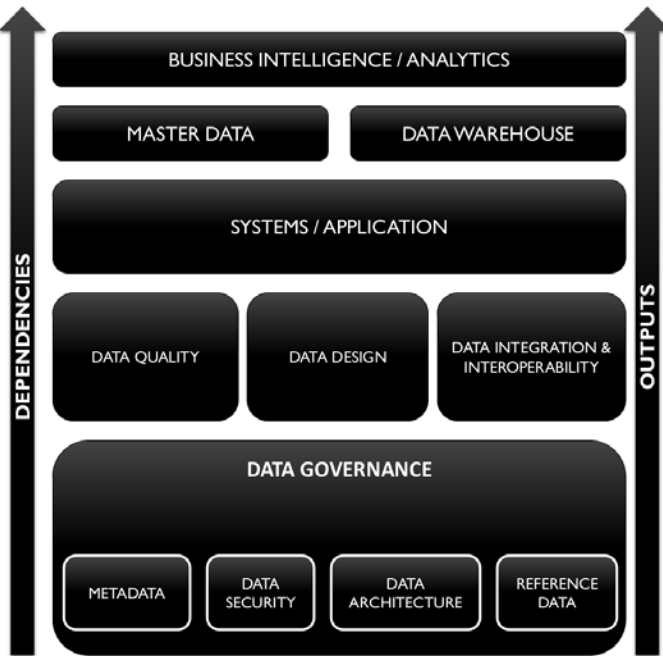 BUSINESS INTELLIGENCE / ANALYTICS
MASTER DATA
DATA WAREHOUSE
SYSTEMS / APPLICATION
DEPENDENCIES
OUTPUTS
DATA QUALITY
DATA DESIGN
DATA INTEGRATION &
INTEROPERABILITY
DATA GOVERNANCE
METADATA
DATA
SECURITY
DATA
ARCHITECTURE
REFERENCE
DATA